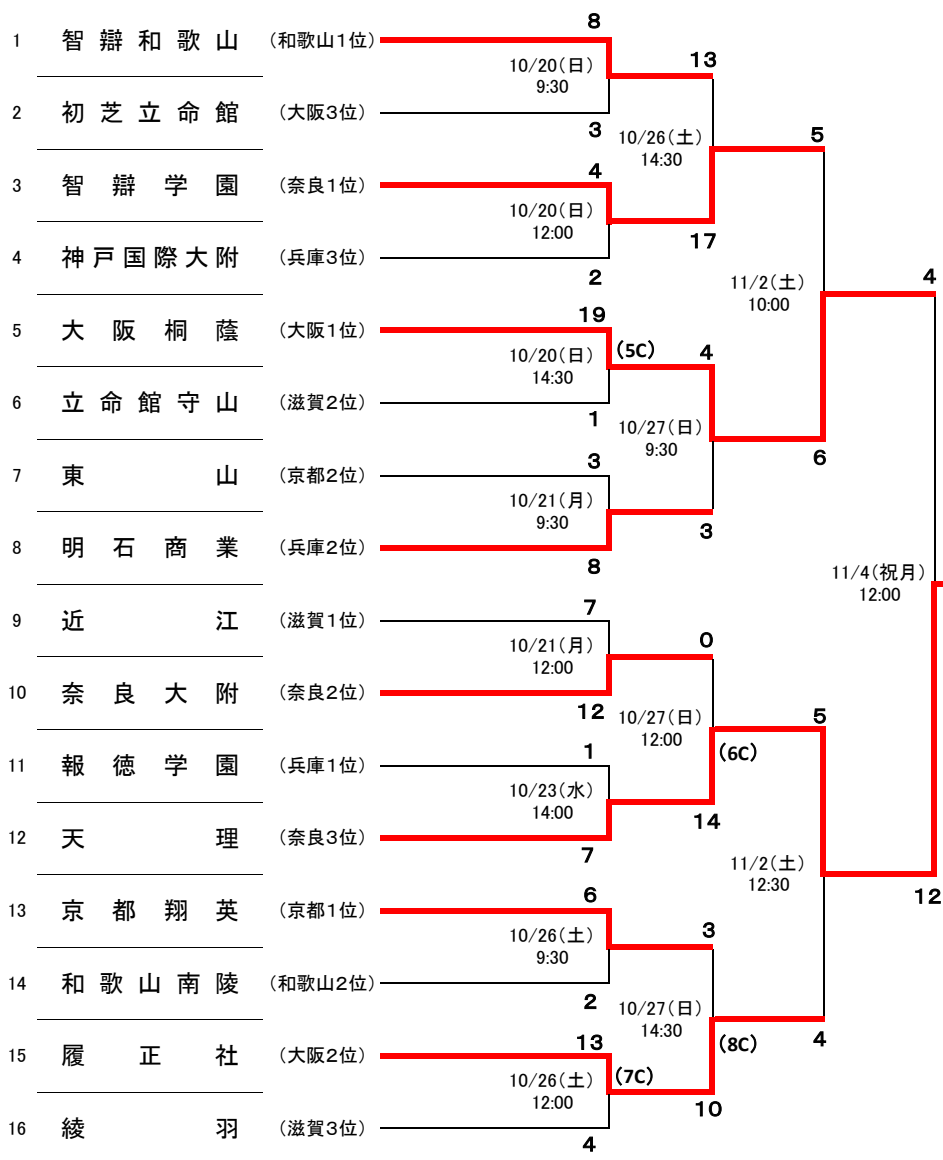 1 智辯和歌山 (和歌山1位)
8
10/20(日)
9:30
13
2 初芝立命館 (大阪3位)
3
10/26(土)
14:30
5
3 智辯学園 (奈良1位)
4
10/20(日)
12:00
17
4 神戸国際大附 (兵庫3位)
2
11/2(土)
10:00
4
5 大阪桐蔭 (大阪1位)
19
10/20(日)
14:30
(5C)
4
6 立命館守山 (滋賀2位)
1
10/27(日)
9:30
6
7 東山 (京都2位)
3
10/21(月)
9:30
3
8 明石商業 (兵庫2位)
8
11/4(祝月)
12:00
9 近江 (滋賀1位)
7
10/21(月)
12:00
0
10 奈良大附 (奈良2位)
12
10/27(日)
12:00
5
(6C)
11 報徳学園 (兵庫1位)
1
10/23(水)
14:00
14
12 天理 (奈良3位)
7
11/2(土)
12:30
12
13 京都翔英 (京都1位)
6
10/26(土)
9:30
3
14 和歌山南陵 (和歌山2位)
2
10/27(日)
14:30
(8C)
4
15 履正社 (大阪2位)
13
10/26(土)
12:00
(7C)
10
16 綾羽 (滋賀3位)
4